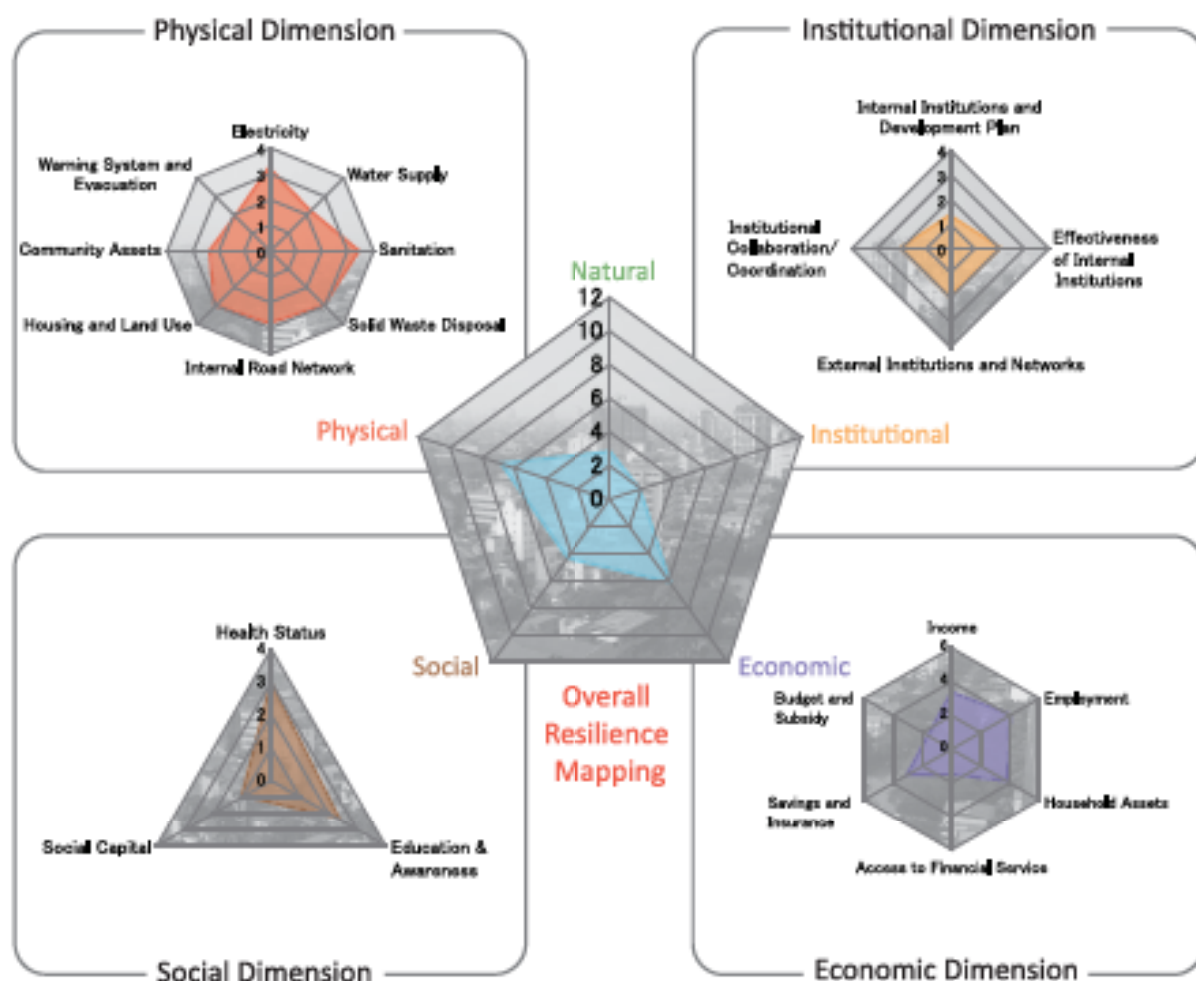 Physical Dimension
Electricity
4
3
2
1
0
Warning System and
Evacuation
Water Supply
Community Assets
Sanitation
Housing and Land Use
Solid Waste Disposal
Internal Road Network
Institutional Dimension
Internal Institutions and
Development Plan
4
3
2
1
0
Institutional
Collaboration/
Coordination
Effectiveness
of Internal
Institutions
External Institutions and Networks
Natural
12
10
8
6
4
2
0
Physical
Institutional
Social
Economic
Overall
Resilience
Mapping
Health Status
4
3
2
1
0
Social Capital
Education &
Awareness
Social Dimension
Income
6
4
2
0
Budget and
Subsidy
Employment
Savings and
Insurance
Household Assets
Access to Financial Service
Economic Dimension